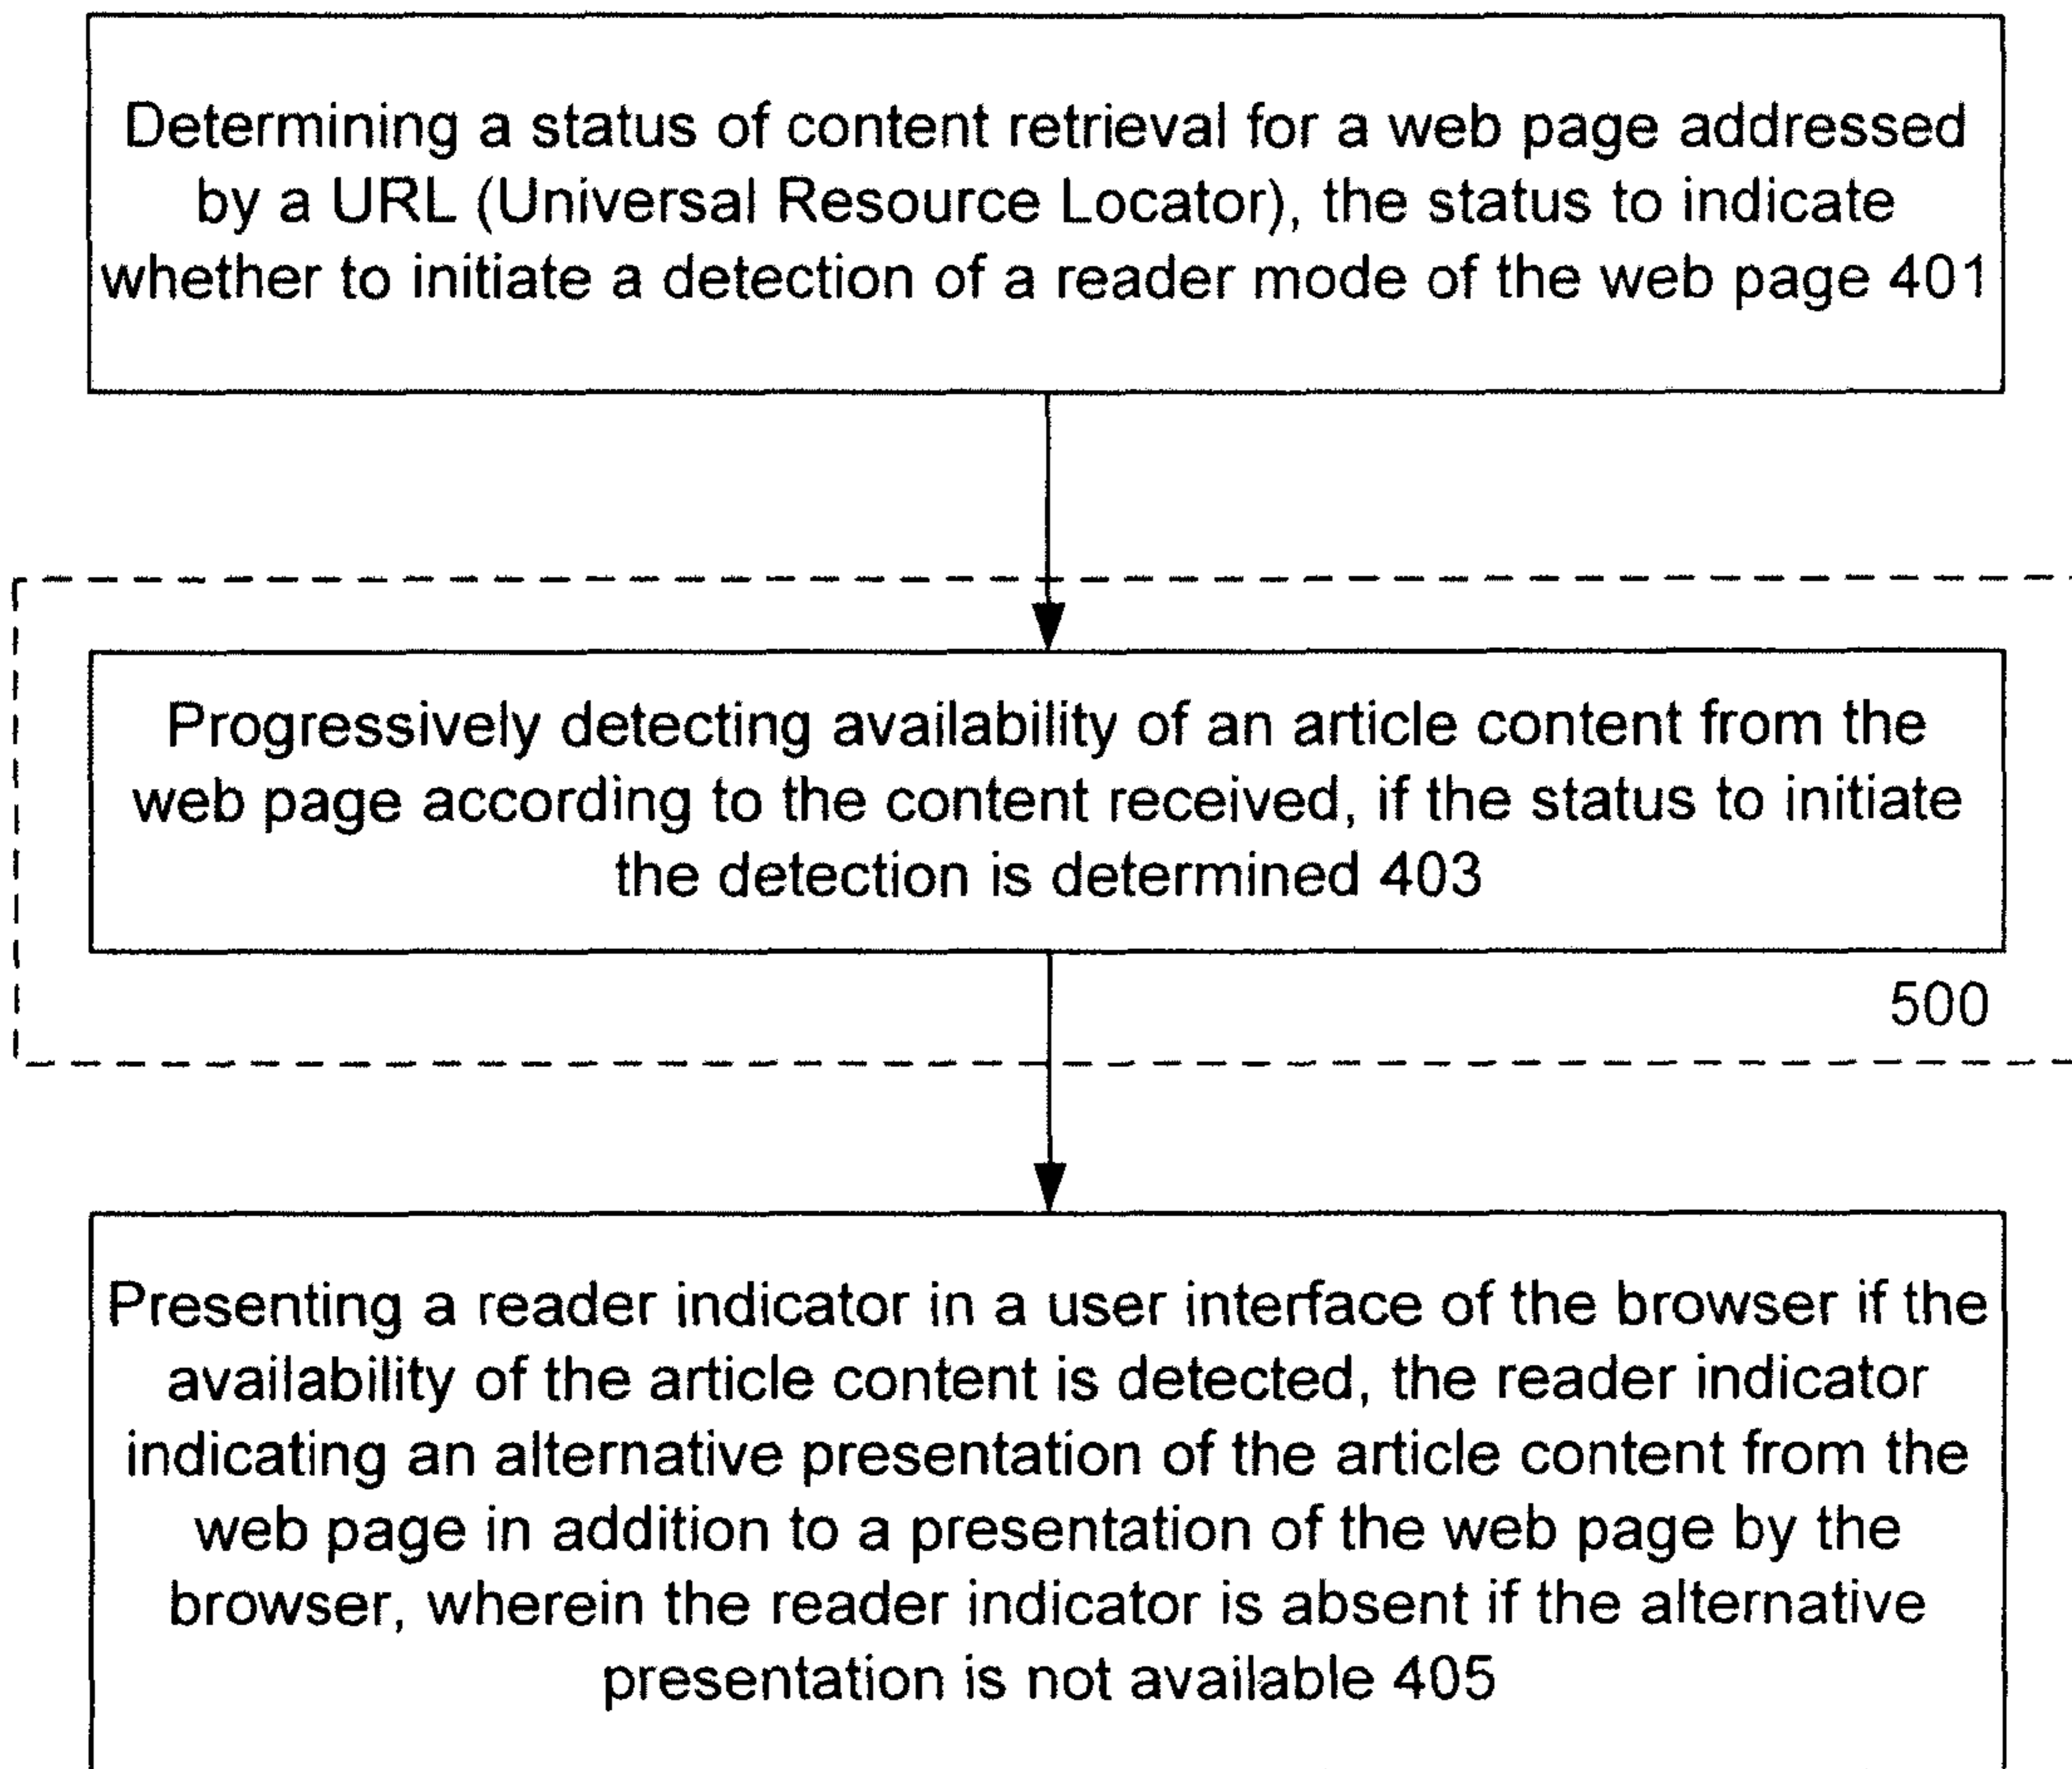 Determining a status of content retrieval for a web page addressed
by a URL (Universal Resource Locator), the status to indicate
whether to initiate a detection of a reader mode of the web page 401
Progressively detecting availability of an article content from the
web page according to the content received, if the status to initiate
the detection is determined 403
500
Presenting a reader indicator in a user interface of the browser if the
availability of the article content is detected, the reader indicator
indicating an alternative presentation of the article content from the
web page in addition to a presentation of the web page by the
browser, wherein the reader indicator is absent if the alternative
presentation is not available 405